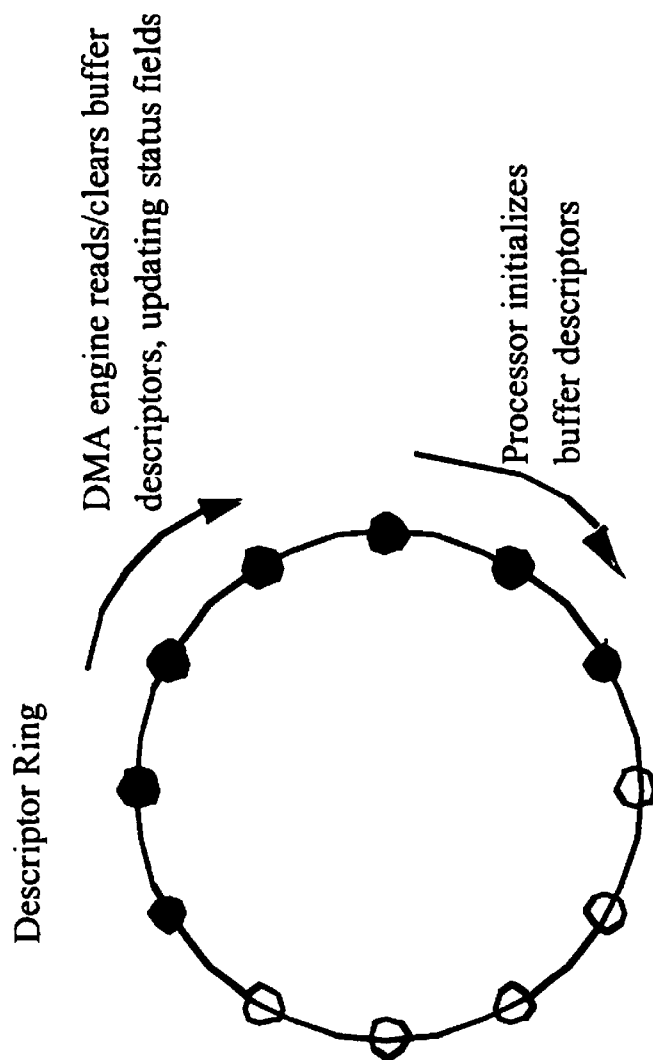 Descriptor Ring
DMA engine reads/clears buffer
descriptors, updating status fields
Processor initializes
buffer descriptors